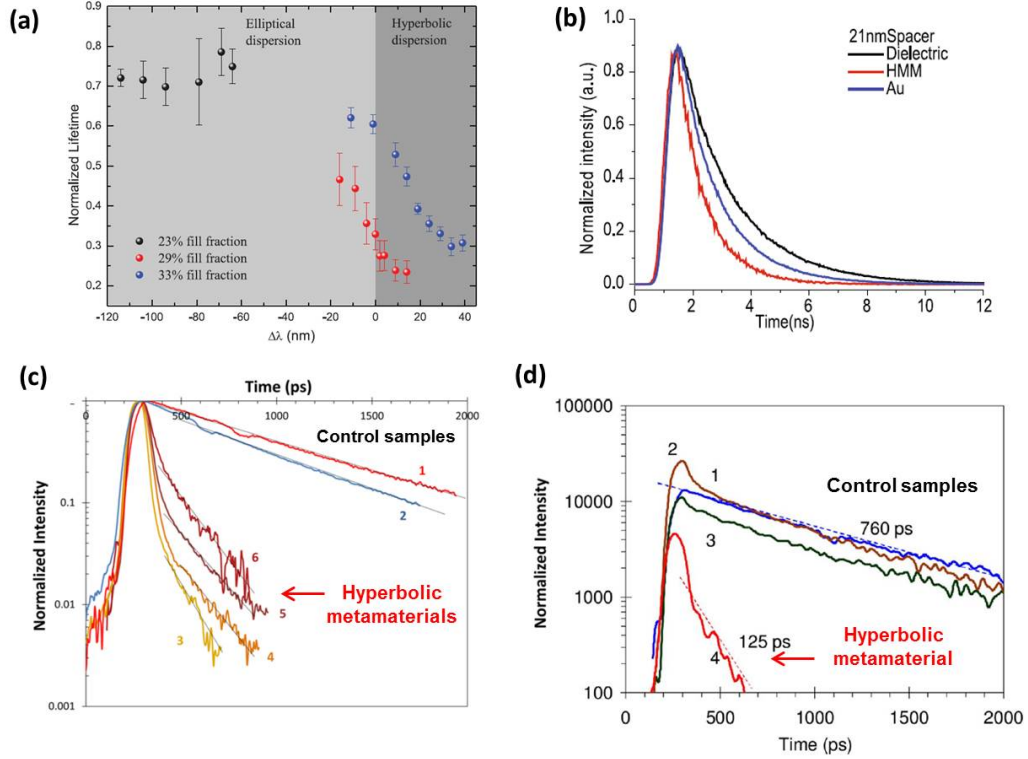 (a)
Elliptical
dispersion
Hyperbolic
dispersion
0.9
0.8
0.7
0.6
0.5
0.4
0.3
0.2
Normalized Lifetime
23% fill fraction
29% fill fraction
33% fill fraction
-120 -100 -80 -60 -40 -20 0 20 40
Δλ (nm)
(b)
21nmSpacer
Dielectric
HMM
Au
1.0
0.8
0.6
0.4
0.2
0.0
Normalized intensity (a.u.)
0 2 4 6 8 10 12
Time(ns)
(c)
Time (ps)
0 500 1000 1500 2000
Control samples
1
2
0.1
0.01
0.001
Normalized Intensity
6
5
4
3
Hyperbolic
metamaterials
(d)
100000
10000
1000
100
Normalized Intensity
2
1
3
4
Control samples
760 ps
125 ps
Hyperbolic
metamaterial
0 500 1000 1500 2000
Time (ps)